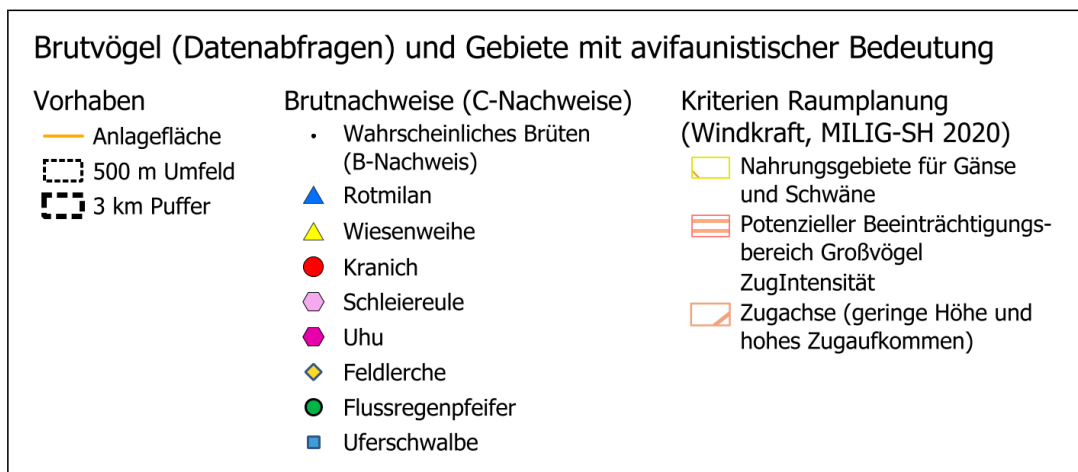 Brutvögel (Datenabfragen) und Gebiete mit avifaunistischer Bedeutung
Vorhaben
Anlagefläche
500 m Umfeld
3 km Puffer
Brutnachweise (C-Nachweise)
Wahrscheinliches Brüten
(B-Nachweis)
Rotmilan
Wiesenweihe
Kranich
Schleiereule
Uhu
Feldlerche
Flussregenpfeifer
Uferschwalbe
Kriterien Raumplanung
(Windkraft, MILIG-SH 2020)
Nahrungsgebiete für Gänse
und Schwäne
Potenzieller Beeinträchtigungs-
bereich Großvögel
ZugIntensität
Zugachse (geringe Höhe und
hohes Zugaufkommen)